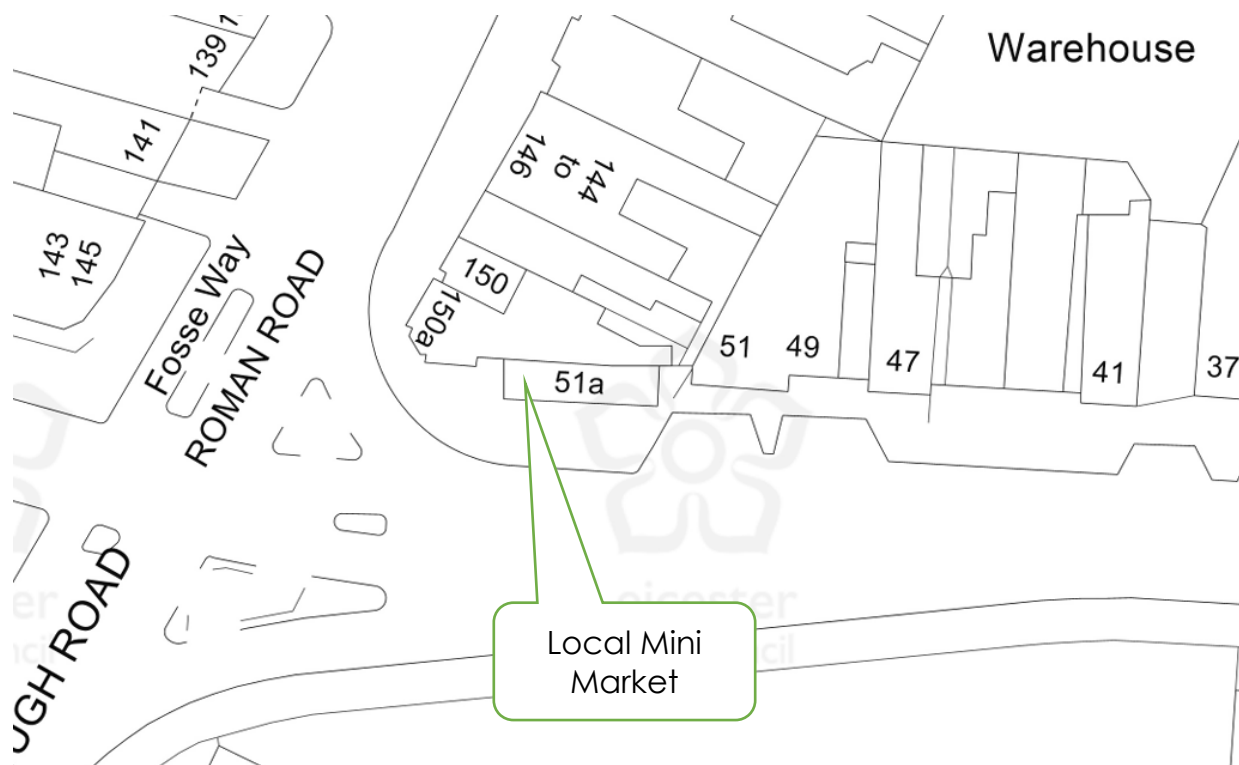 Warehouse
139
141
146
to
144
143
145
Fosse Way
ROMAN ROAD
150
150a
51a
51
49
47
41
37
UGH ROAD
Local Mini
Market